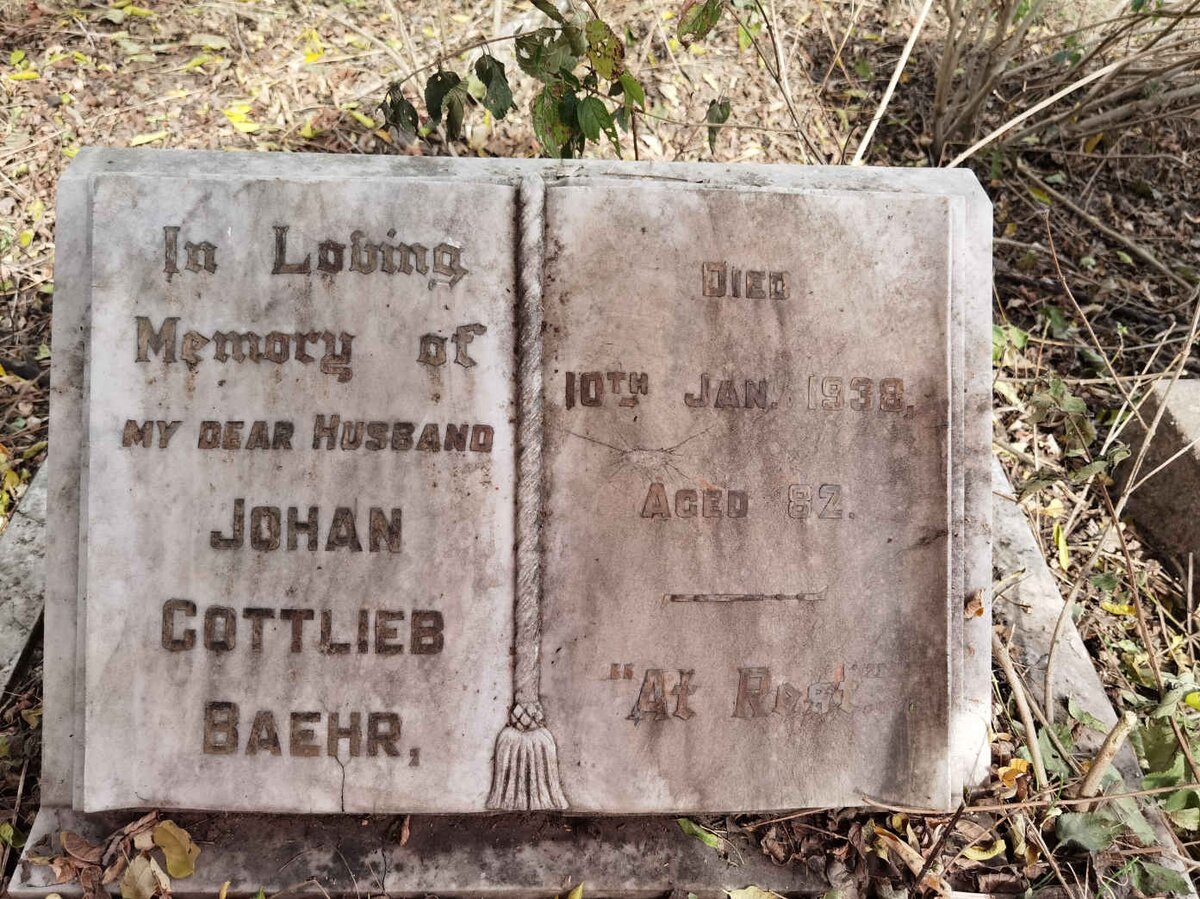 In Loving
Memory of
MY DEAR HUSBAND
JOHAN
GOTTLIEB
BAEHR,
DIED
10TH JAN. 1938,
AGED 82.
"At Rest".